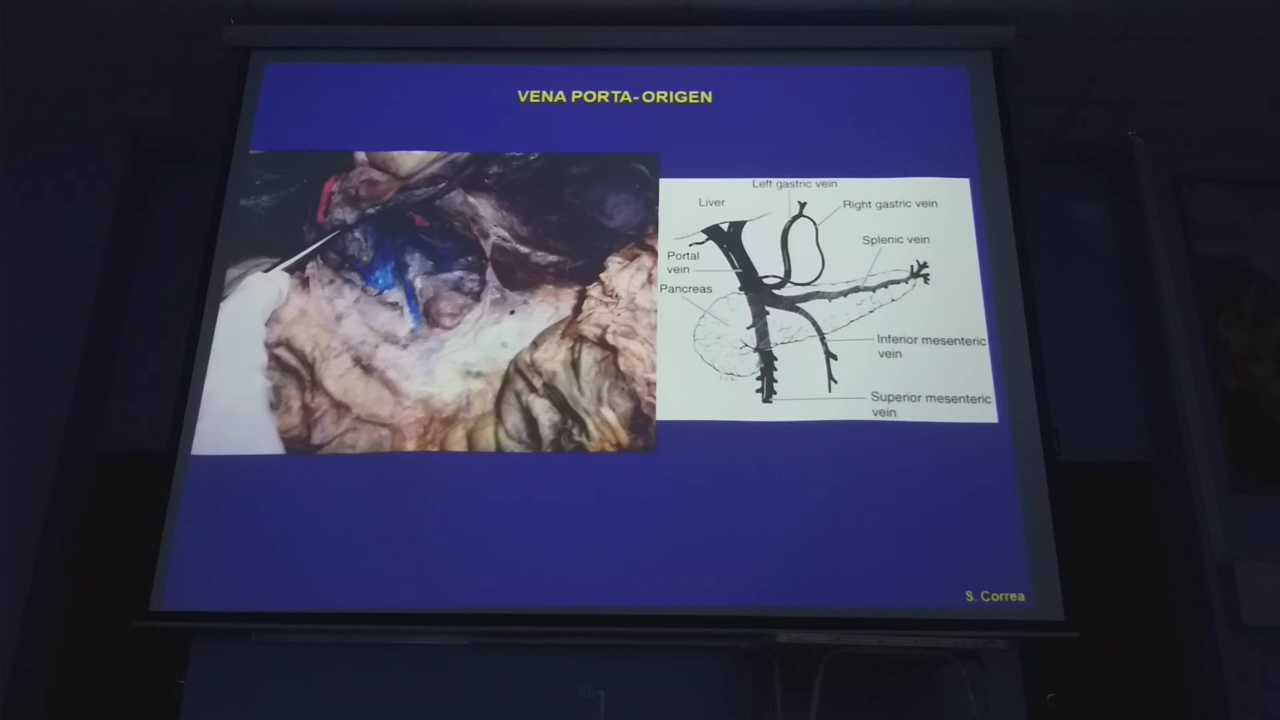 VENA PORTA- ORIGEN
Left gastric vein
Liver
Right gastric vein
Splenic vein
Portal
vein
Pancreas
Inferior mesenteric
vein
Superior mesenteric
vein
S. Correa